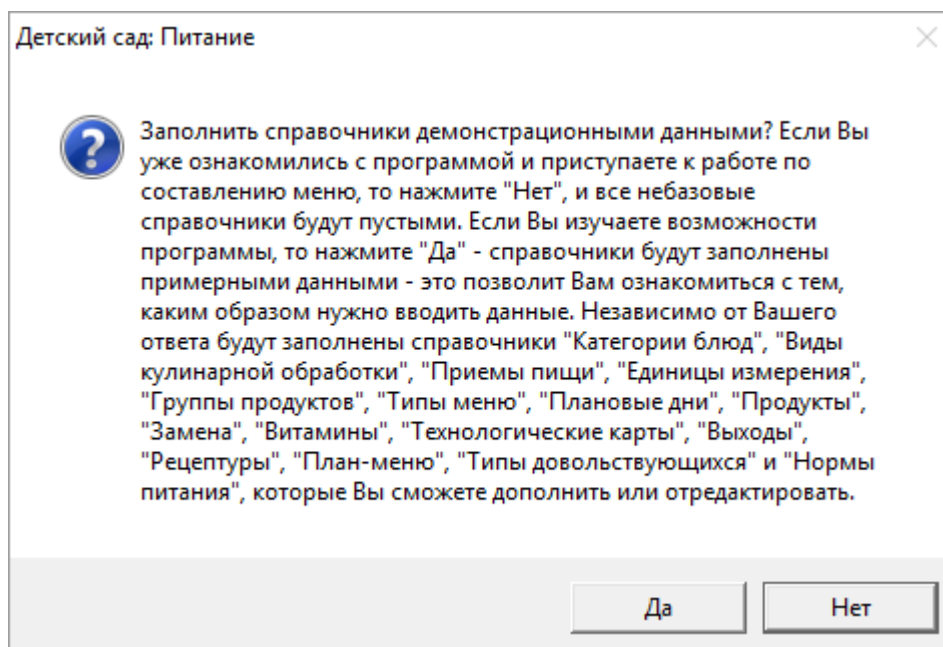 Детский сад: Питание
Заполнить справочники демонстрационными данными? Если Вы
уже ознакомились с программой и приступаете к работе по
составлению меню, то нажмите "Нет", и все небазовые
справочники будут пустыми. Если Вы изучаете возможности
программы, то нажмите "Да" - справочники будут заполнены
примерными данными - это позволит Вам ознакомиться с тем,
каким образом нужно вводить данные. Независимо от Вашего
ответа будут заполнены справочники "Категории блюд", "Виды
кулинарной обработки", "Приемы пищи", "Единицы измерения",
"Группы продуктов", "Типы меню", "Плановые дни", "Продукты",
"Замена", "Витамины", "Технологические карты", "Выходы",
"Рецептуры", "План-меню", "Типы довольствующихся" и "Нормы
питания", которые Вы сможете дополнить или отредактировать.
Да
Нет